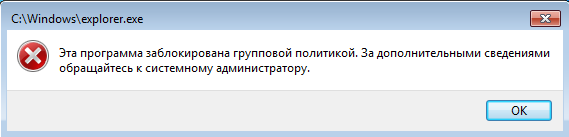 C:\Windows\explorer.exe
Эта программа заблокирована групповой политикой. За дополнительными сведениями
обращайтесь к системному администратору.
OK